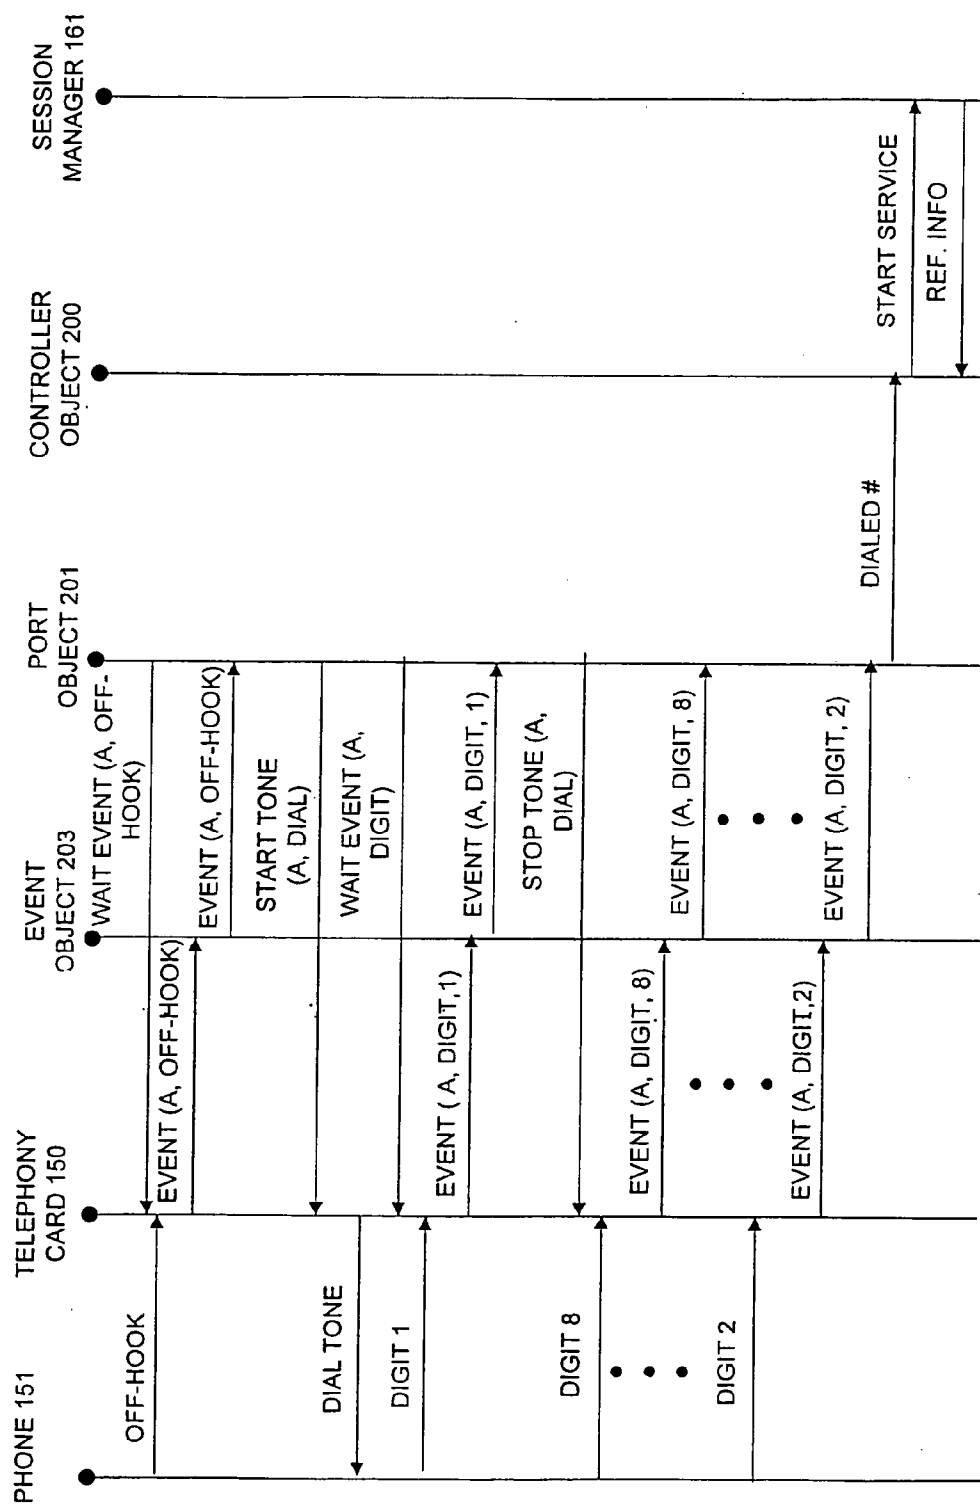 PHONE 151
TELEPHONY
CARD 150
EVENT
OBJECT 203
PORT
OBJECT 201
CONTROLLER
OBJECT 200
SESSION
MANAGER 161
WAIT EVENT (A, OFF-
HOOK)
OFF-HOOK
EVENT (A, OFF-HOOK)
EVENT (A, OFF-HOOK)
START TONE
(A, DIAL)
DIAL TONE
WAIT EVENT (A,
DIGIT)
DIGIT 1
EVENT ( A, DIGIT,1)
EVENT (A, DIGIT, 1)
STOP TONE (A,
DIAL)
DIGIT 8
EVENT (A, DIGIT, 8)
EVENT (A, DIGIT, 8)
DIGIT 2
EVENT (A, DIGIT,2)
EVENT (A, DIGIT, 2)
DIALED #
START SERVICE
REF. INFO